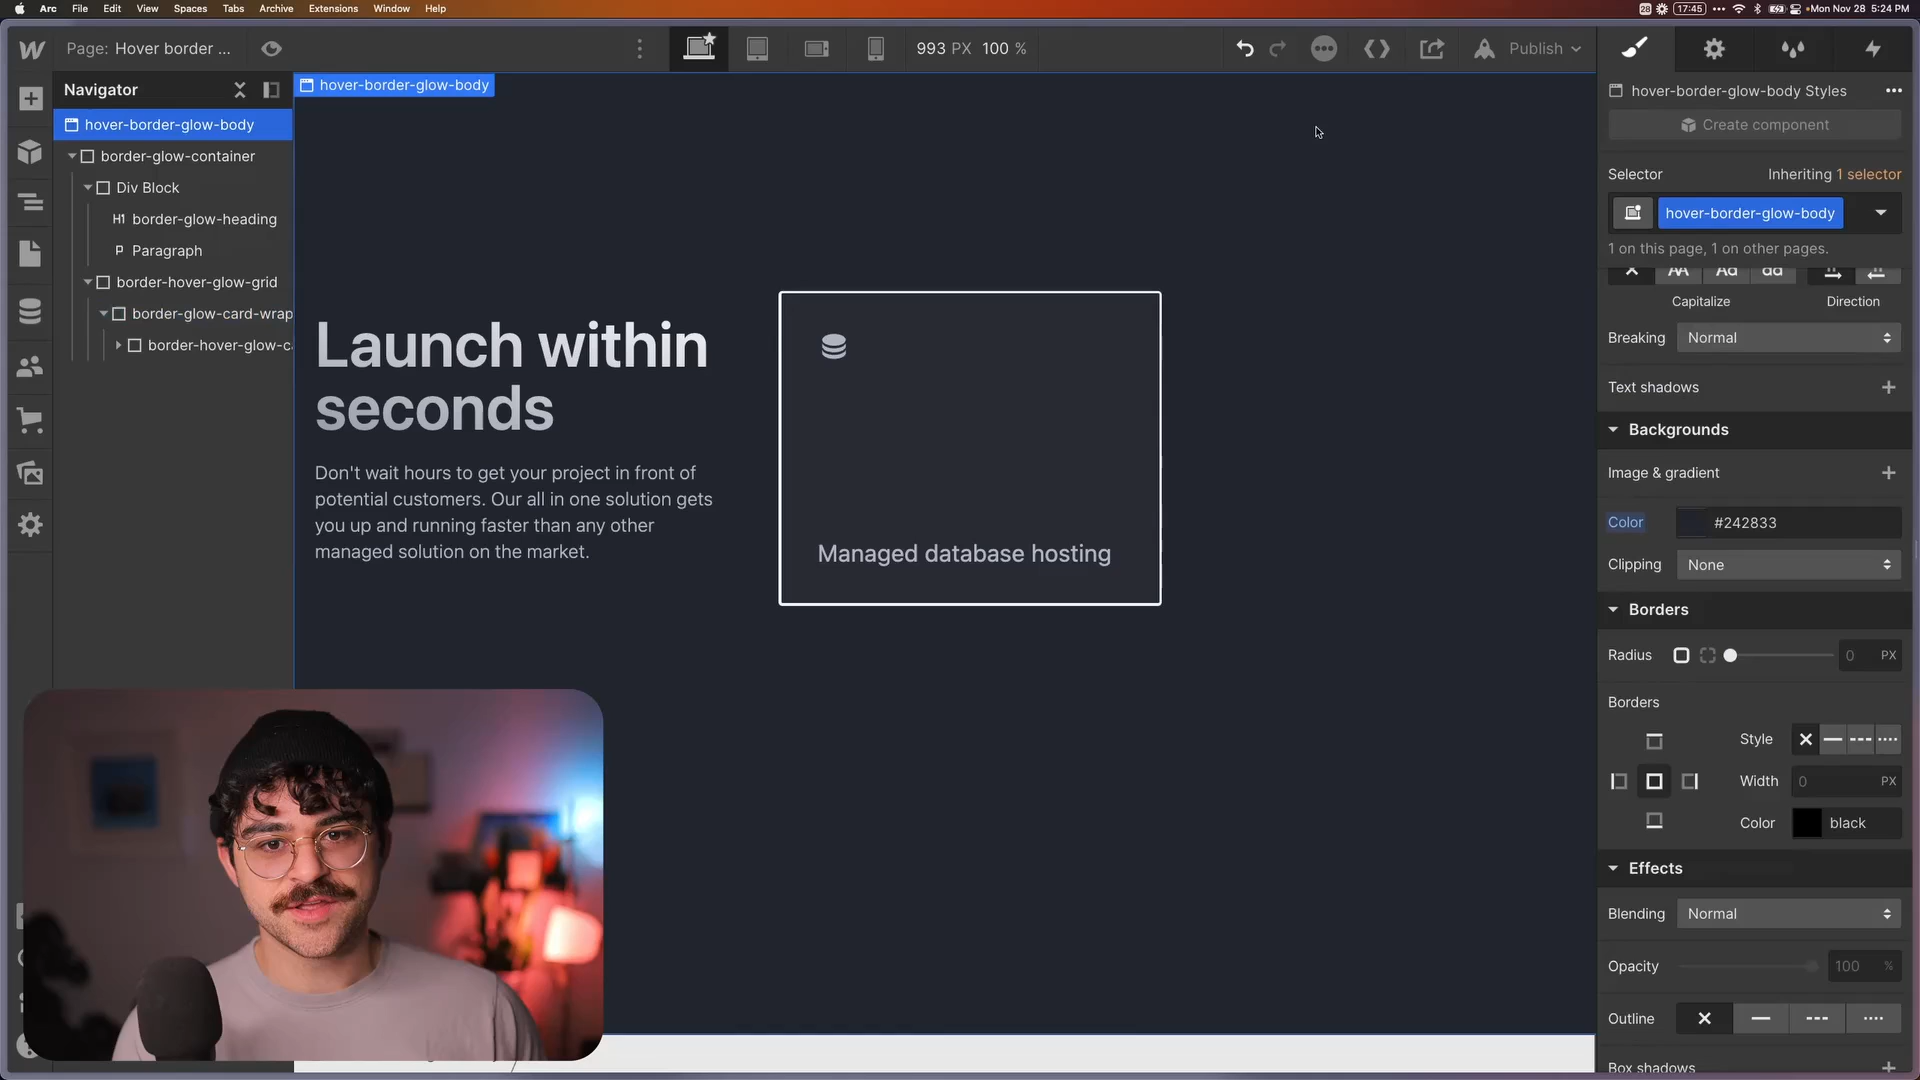 Arc File Edit View Spaces Tabs Archive Extensions Window Help
28 17:45 Mon Nov 28 5:24 PM
Page: Hover border ...
993 PX 100 %
Publish
Navigator
hover-border-glow-body
hover-border-glow-body
border-glow-container
Div Block
H1 border-glow-heading
P Paragraph
border-hover-glow-grid
border-glow-card-wrap
border-hover-glow-c
Launch within
seconds
Don't wait hours to get your project in front of
potential customers. Our all in one solution gets
you up and running faster than any other
managed solution on the market.
Managed database hosting
hover-border-glow-body Styles
Create component
Selector Inheriting 1 selector
hover-border-glow-body
1 on this page, 1 on other pages.
AA Aa aa
Capitalize Direction
Breaking Normal
Text shadows
Backgrounds
Image & gradient
Color #242833
Clipping None
Borders
Radius 0 PX
Borders
Style
Width 0 PX
Color black
Effects
Blending Normal
Opacity 100 %
Outline
Box shadows